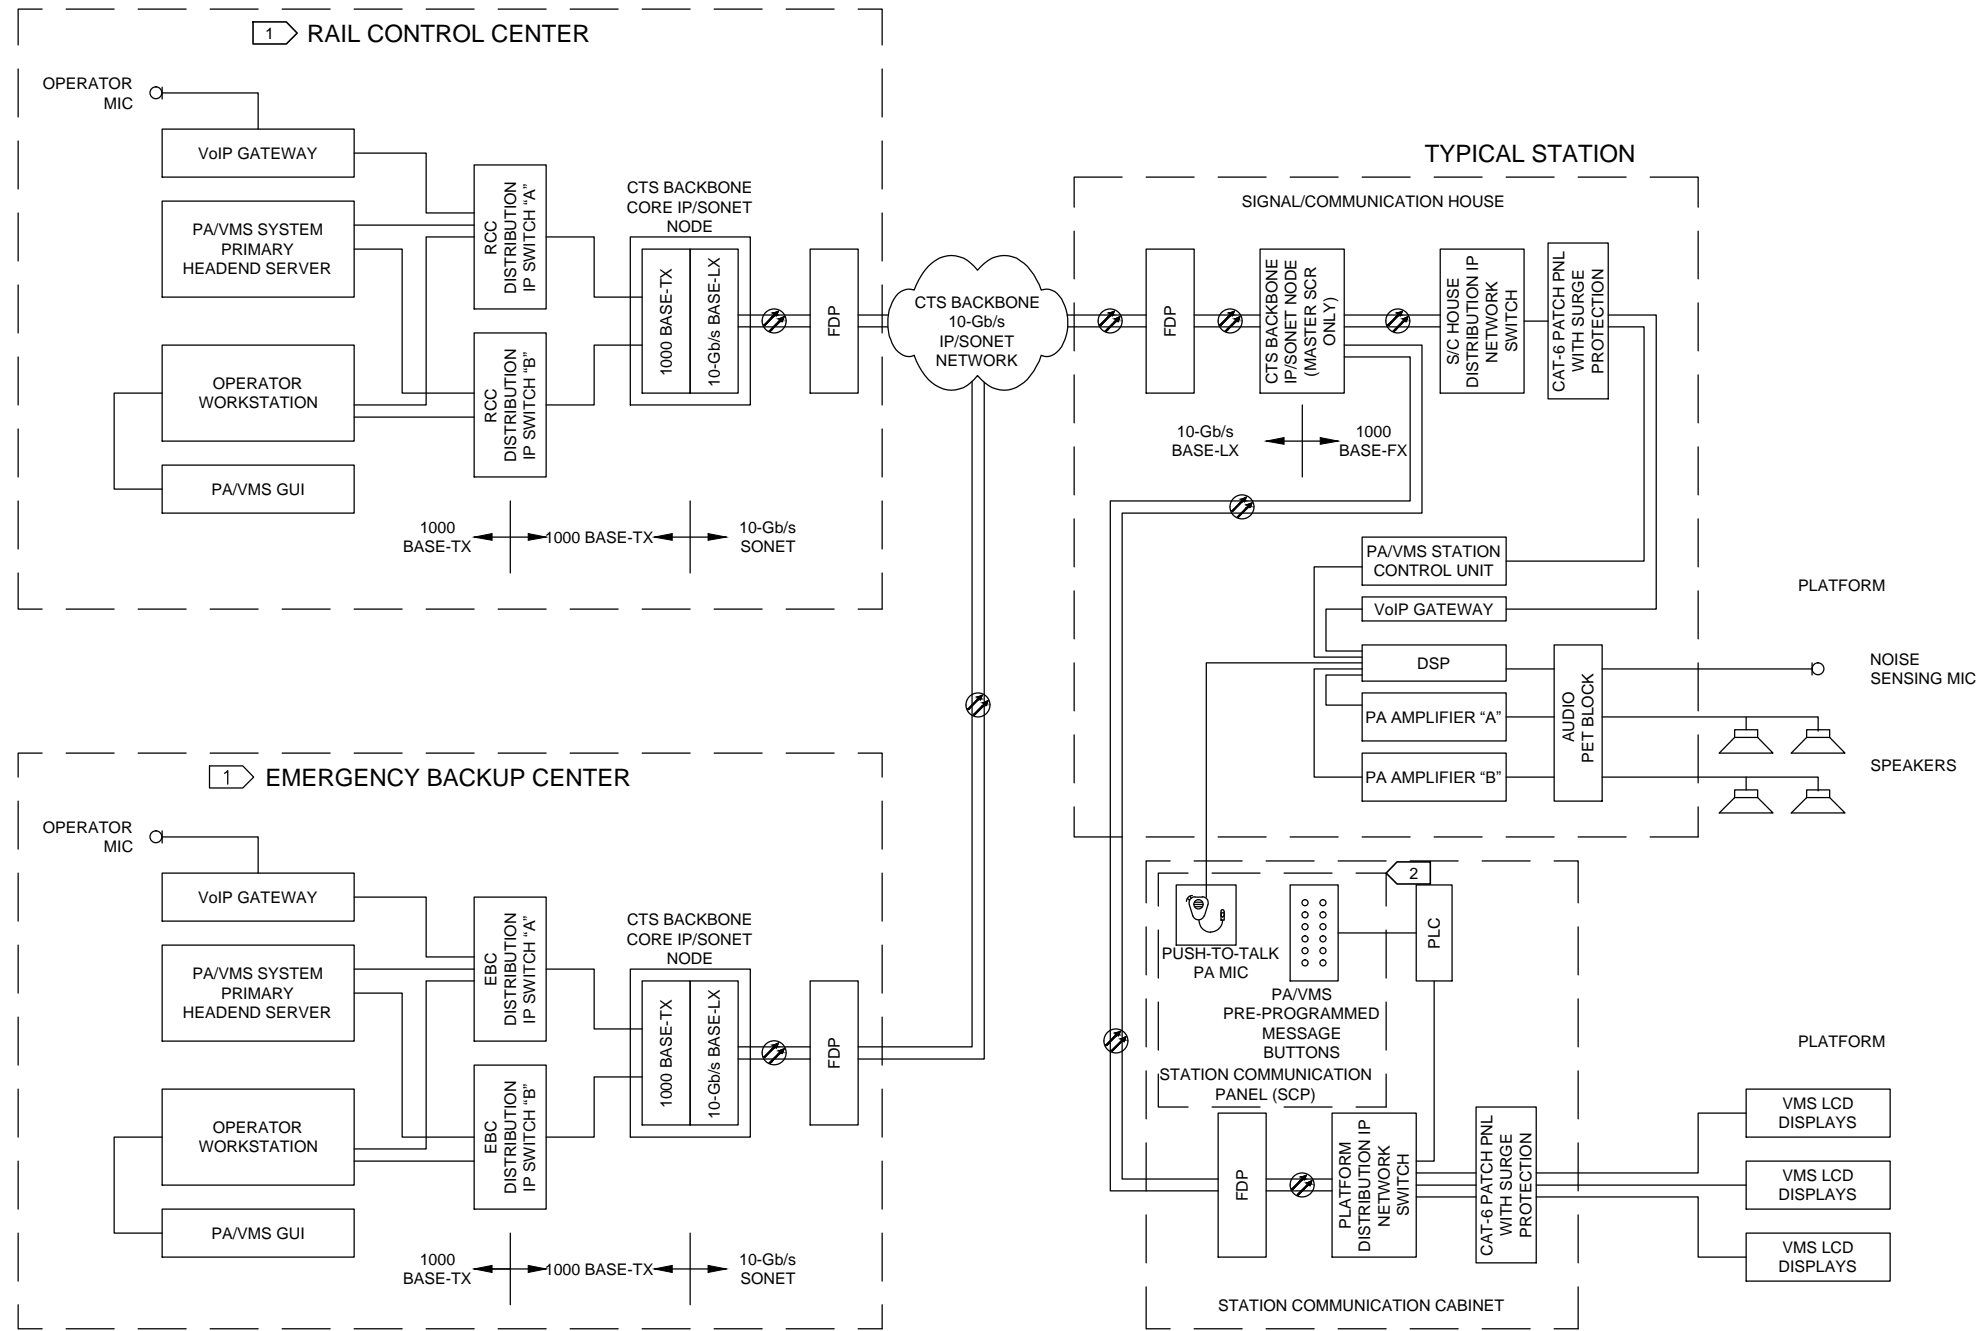 1
RAIL CONTROL CENTER
OPERATOR
MIC
VoIP GATEWAY
PA/VMS SYSTEM
PRIMARY
HEADEND SERVER
OPERATOR
WORKSTATION
PA/VMS GUI
RCC
DISTRIBUTION
IP SWITCH "A"
RCC
DISTRIBUTION
IP SWITCH "B"
CTS BACKBONE
CORE IP/SONET
NODE
1000 BASE-TX
10-Gb/s BASE-LX
FDP
1000
BASE-TX
1000 BASE-TX
10-Gb/s
SONET
CTS BACKBONE
10-Gb/s
IP/SONET
NETWORK
TYPICAL STATION
SIGNAL/COMMUNICATION HOUSE
FDP
CTS BACKBONE
IP/SONET NODE
(MASTER SCR
ONLY)
S/C HOUSE
DISTRIBUTION IP
NETWORK
SWITCH
CAT-6 PATCH PNL
WITH SURGE
PROTECTION
10-Gb/s
BASE-LX
1000
BASE-FX
PA/VMS STATION
CONTROL UNIT
VoIP GATEWAY
DSP
PA AMPLIFIER "A"
PA AMPLIFIER "B"
AUDIO
PET BLOCK
PLATFORM
NOISE
SENSING MIC
SPEAKERS
1
EMERGENCY BACKUP CENTER
OPERATOR
MIC
VoIP GATEWAY
PA/VMS SYSTEM
PRIMARY
HEADEND SERVER
OPERATOR
WORKSTATION
PA/VMS GUI
EBC
DISTRIBUTION
IP SWITCH "A"
EBC
DISTRIBUTION
IP SWITCH "B"
CTS BACKBONE
CORE IP/SONET
NODE
1000 BASE-TX
10-Gb/s BASE-LX
FDP
1000
BASE-TX
1000 BASE-TX
10-Gb/s
SONET
2
PUSH-TO-TALK
PA MIC
PLC
PA/VMS
PRE-PROGRAMMED
MESSAGE
BUTTONS
STATION COMMUNICATION
PANEL (SCP)
FDP
PLATFORM
DISTRIBUTION IP
NETWORK
SWITCH
CAT-6 PATCH PNL
WITH SURGE
PROTECTION
STATION COMMUNICATION CABINET
PLATFORM
VMS LCD
DISPLAYS
VMS LCD
DISPLAYS
VMS LCD
DISPLAYS